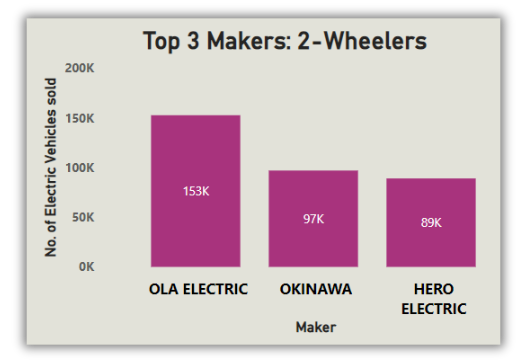 Top 3 Makers: 2-Wheelers
No. of Electric Vehicles sold
200K
150K
100K
50K
0K
153K
97K
89K
OLA ELECTRIC
OKINAWA
HERO
ELECTRIC
Maker